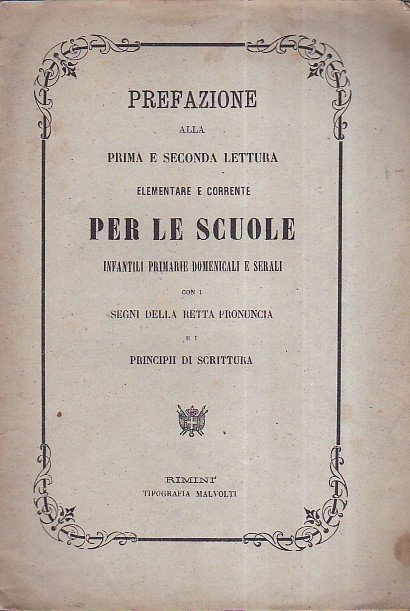 PREFAZIONE
ALLA
PRIMA E SECONDA LETTURA
ELEMENTARE E CORRENTE
PER LE SCUOLE
INFANTILI PRIMARIE DOMENICALI E SERALI
CON I
SEGNI DELLA RETTA PRONUNCIA
E I
PRINCIPII DI SCRITTURA
RIMINI
TIPOGRAFIA MALVOLTI